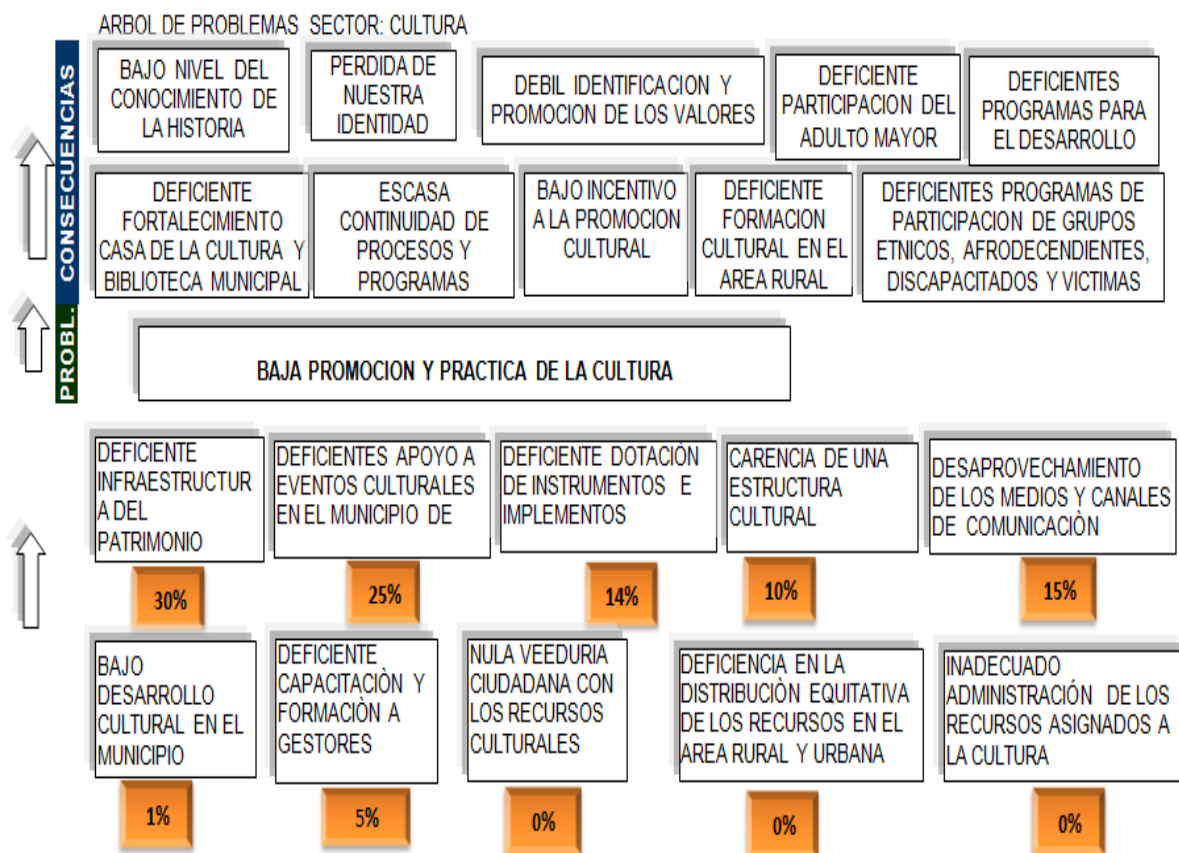 ARBOL DE PROBLEMAS SECTOR: CULTURA
CONSECUENCIAS
BAJO NIVEL DEL
CONOCIMIENTO DE
LA HISTORIA
PERDIDA DE
NUESTRA
IDENTIDAD
DEBIL IDENTIFICACION Y
PROMOCION DE LOS VALORES
DEFICIENTE
PARTICIPACION DEL
ADULTO MAYOR
DEFICIENTES
PROGRAMAS PARA
EL DESARROLLO
DEFICIENTE
FORTALECIMIENTO
CASA DE LA CULTURA Y
BIBLIOTECA MUNICIPAL
ESCASA
CONTINUIDAD DE
PROCESOS Y
PROGRAMAS
BAJO INCENTIVO
A LA PROMOCION
CULTURAL
DEFICIENTE
FORMACION
CULTURAL EN EL
AREA RURAL
DEFICIENTES PROGRAMAS DE
PARTICIPACION DE GRUPOS
ETNICOS, AFRODECENDIENTES,
DISCAPACITADOS Y VICTIMAS
PROBL.
BAJA PROMOCION Y PRACTICA DE LA CULTURA
DEFICIENTE
INFRAESTRUCTUR
A DEL
PATRIMONIO
30%
DEFICIENTES APOYO A
EVENTOS CULTURALES
EN EL MUNICIPIO DE
25%
DEFICIENTE DOTACIÒN
DE INSTRUMENTOS E
IMPLEMENTOS
14%
CARENCIA DE UNA
ESTRUCTURA
CULTURAL
10%
DESAPROVECHAMIENTO
DE LOS MEDIOS Y CANALES
DE COMUNICACIÒN
15%
BAJO
DESARROLLO
CULTURAL EN EL
MUNICIPIO
1%
DEFICIENTE
CAPACITACIÒN Y
FORMACIÒN A
GESTORES
5%
NULA VEEDURIA
CIUDADANA CON
LOS RECURSOS
CULTURALES
0%
DEFICIENCIA EN LA
DISTRIBUCIÒN EQUITATIVA
DE LOS RECURSOS EN EL
AREA RURAL Y URBANA
0%
INADECUADO
ADMINISTRACIÓN DE LOS
RECURSOS ASIGNADOS A
LA CULTURA
0%